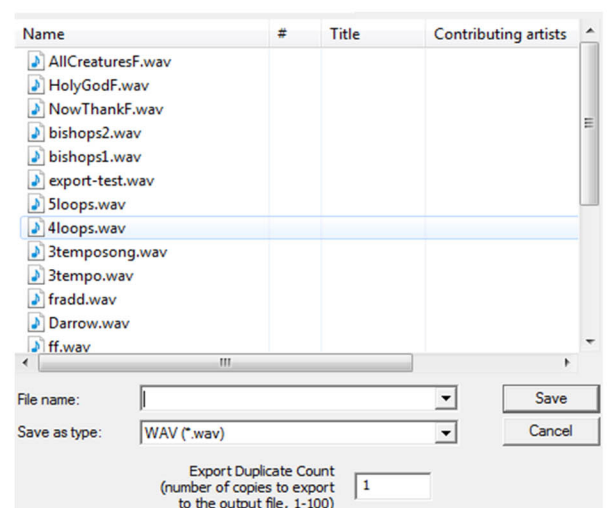 Name # Title Contributing artists
AllCreaturesF.wav
HolyGodF.wav
NowThankF.wav
bishops2.wav
bishops1.wav
export-test.wav
5loops.wav
4loops.wav
3temposong.wav
3tempo.wav
fradd.wav
Darrow.wav
ff.wav
File name: Save
Save as type: WAV (*.wav) Cancel
Export Duplicate Count
(number of copies to export 1
to the output file, 1-100)